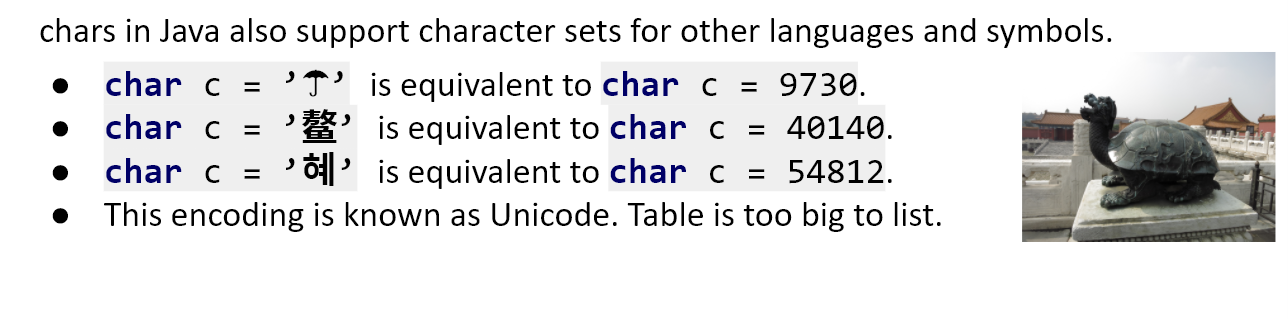 chars in Java also support character sets for other languages and symbols.
● char c = ’☂’ is equivalent to char c = 9730.
● char c = ’鳌’ is equivalent to char c = 40140.
● char c = ’혜’ is equivalent to char c = 54812.
● This encoding is known as Unicode. Table is too big to list.